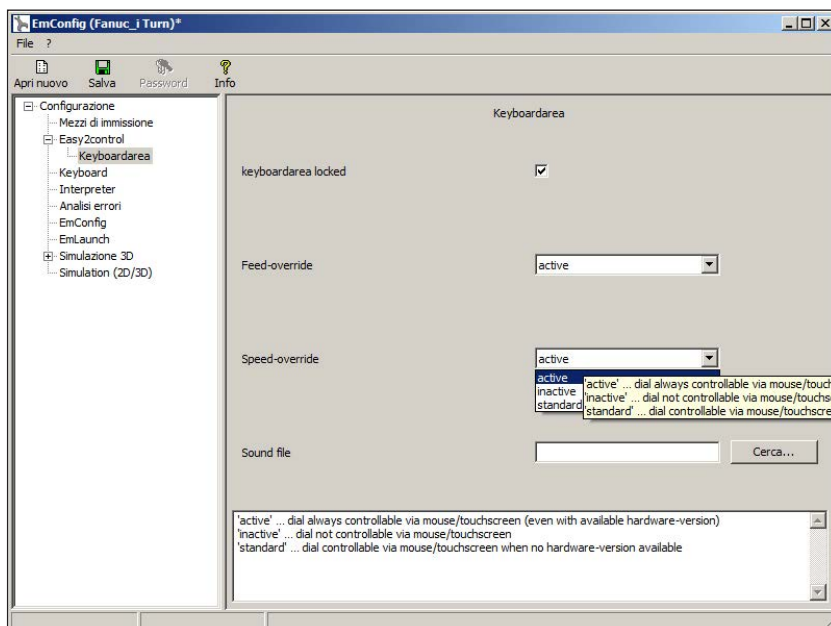 EmConfig (Fanuc_i Turn)*
File ?
Apri nuovo Salva Password Info
Configurazione
Mezzi di immissione
Easy2control
Keyboardarea
Keyboard
Interpreter
Analisi errori
EmConfig
EmLaunch
Simulazione 3D
Simulation (2D/3D)
Keyboardarea
keyboardarea locked
Feed-override active
Speed-override active
active
inactive
standard
'active' ... dial always controllable via mouse/touch
'inactive' ... dial not controllable via mouse/touchs
'standard' ... dial controllable via mouse/touchscre
Sound file Cerca...
'active' ... dial always controllable via mouse/touchscreen (even with available hardware-version)
'inactive' ... dial not controllable via mouse/touchscreen
'standard' ... dial controllable via mouse/touchscreen when no hardware-version available